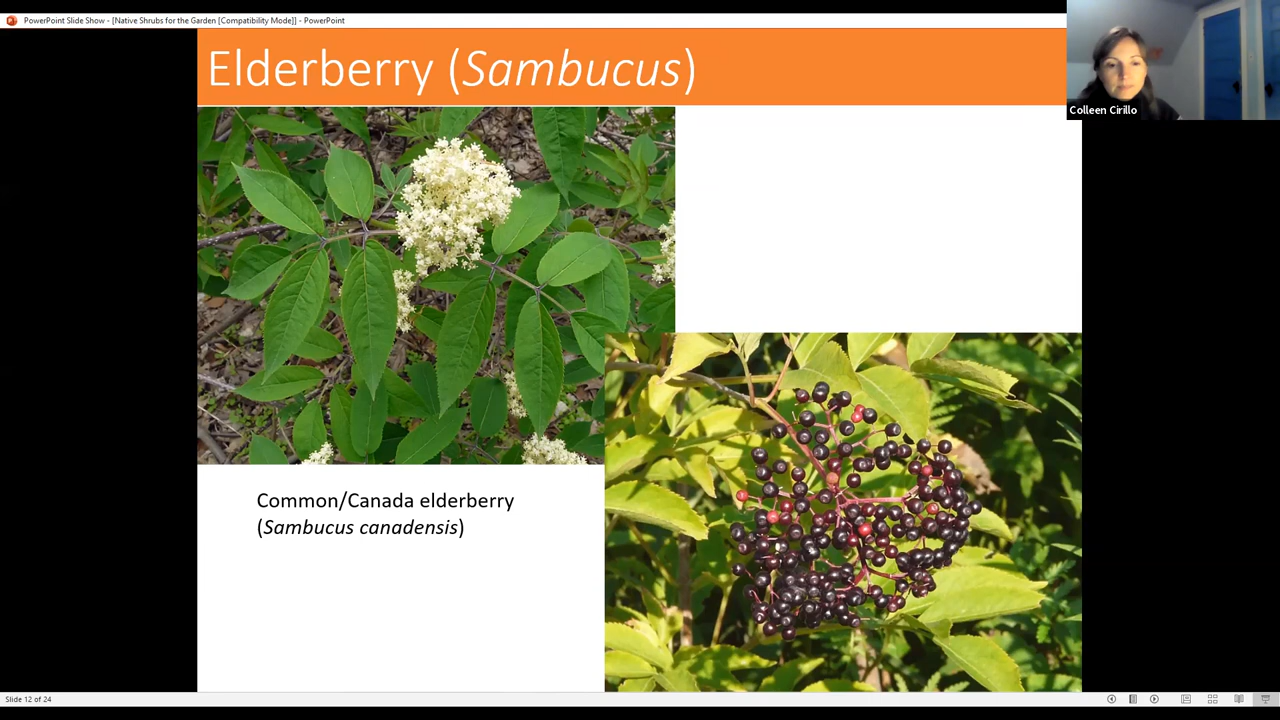 PowerPoint Slide Show - [Native Shrubs for the Garden [Compatibility Mode]] - PowerPoint
Elderberry (Sambucus)
Colleen Cirillo
Common/Canada elderberry
(Sambucus canadensis)
Slide 12 of 24